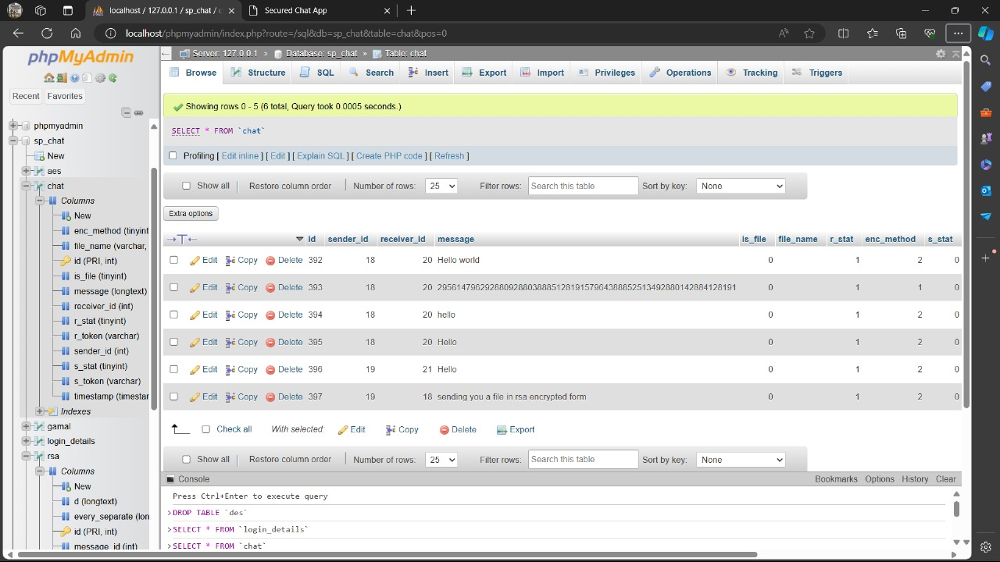 localhost / 127.0.0.1 / sp_chat / c
Secured Chat App
localhost/phpmyadmin/index.php?route=/sql&db=sp_chat&table=chat&pos=0
phpMyAdmin
Recent
Favorites
phpmyadmin
sp_chat
New
aes
chat
Columns
New
enc_method (tinyint
file_name (varchar,
id (PRI, int)
is_file (tinyint)
message (longtext)
receiver_id (int)
r_stat (tinyint)
r_token (varchar)
sender_id (int)
s_stat (tinyint)
s_token (varchar)
timestamp (timestar
Indexes
gamal
login_details
rsa
Columns
New
d (longtext)
every_separate (lon
id (PRI, int)
message_id (int)
Server: 127.0.0.1 » Database: sp_chat » Table: chat
Browse Structure SQL Search Insert Export Import Privileges Operations Tracking Triggers
Showing rows 0 - 5 (6 total, Query took 0.0005 seconds.)
SELECT * FROM `chat`
Profiling [ Edit inline ] [ Edit ] [ Explain SQL ] [ Create PHP code ] [ Refresh ]
Show all Restore column order Number of rows: 25 Filter rows: Search this table Sort by key: None
Extra options
id sender_id receiver_id message is_file file_name r_stat enc_method s_stat
Edit Copy Delete 392 18 20 Hello world 0 1 2 0
Edit Copy Delete 393 18 20 2956147962928809288038885128191579643888525134928801428841281​91 0 1 1 0
Edit Copy Delete 394 18 20 hello 0 1 2 0
Edit Copy Delete 395 18 20 Hello 0 1 2 0
Edit Copy Delete 396 19 21 Hello 0 1 2 0
Edit Copy Delete 397 19 18 sending you a file in rsa encrypted form 0 1 2 0
Check all With selected: Edit Copy Delete Export
Show all Restore column order Number of rows: 25 Filter rows: Search this table Sort by key: None
Console Bookmarks Options History Clear
Press Ctrl+Enter to execute query
>DROP TABLE `des`
>SELECT * FROM `login_details`
>SELECT * FROM `chat`